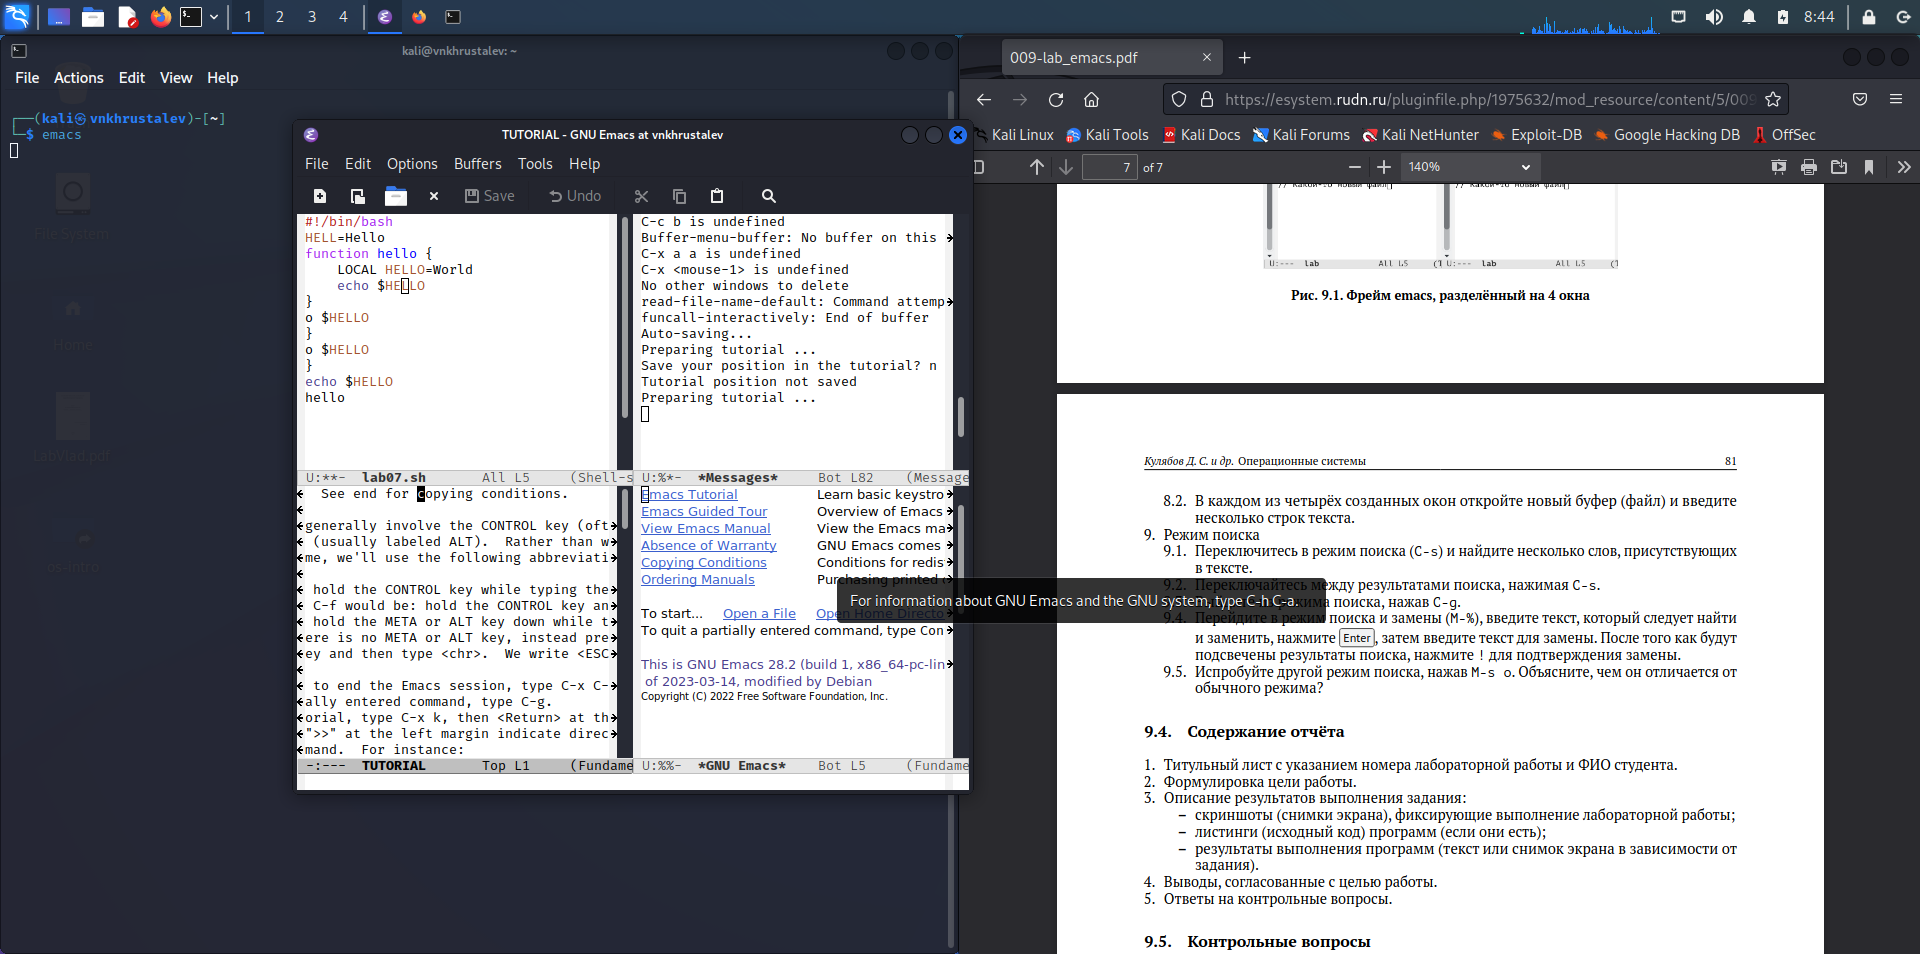 1 2 3 4 8:44
kali@vnkhrustalev: ~
File Actions Edit View Help
┌──(kali㉿vnkhrustalev)-[~]
└─$ emacs
File System
Home
LabVlad.pdf
os-intro
TUTORIAL - GNU Emacs at vnkhrustalev
File Edit Options Buffers Tools Help
Save Undo
#!/bin/bash
HELL=Hello
function hello {
LOCAL HELLO=World
echo $HELLO
}
o $HELLO
}
o $HELLO
}
echo $HELLO
hello
U:**- lab07.sh All L5 (Shell-s
C-c b is undefined
Buffer-menu-buffer: No buffer on this
C-x a a is undefined
C-x <mouse-1> is undefined
No other windows to delete
read-file-name-default: Command attemp
funcall-interactively: End of buffer
Auto-saving...
Preparing tutorial ...
Save your position in the tutorial? n
Tutorial position not saved
Preparing tutorial ...
U:%*- *Messages* Bot L82 (Message
See end for copying conditions.
generally involve the CONTROL key (oft
(usually labeled ALT). Rather than w
me, we'll use the following abbreviati
hold the CONTROL key while typing the
C-f would be: hold the CONTROL key an
hold the META or ALT key down while t
ere is no META or ALT key, instead pre
ey and then type <chr>. We write <ESC
to end the Emacs session, type C-x C-
ally entered command, type C-g.
orial, type C-x k, then <Return> at th
">>" at the left margin indicate direc
mand. For instance:
-:--- TUTORIAL Top L1 (Fundame
Emacs Tutorial Learn basic keystro
Emacs Guided Tour Overview of Emacs
View Emacs Manual View the Emacs ma
Absence of Warranty GNU Emacs comes
Copying Conditions Conditions for redis
Ordering Manuals Purchasing printed
To start... Open a File Open Home Directo
To quit a partially entered command, type Con
This is GNU Emacs 28.2 (build 1, x86_64-pc-lin
of 2023-03-14, modified by Debian
Copyright (C) 2022 Free Software Foundation, Inc.
U:%%- *GNU Emacs* Bot L5 (Fundame
For information about GNU Emacs and the GNU system, type C-h C-a.
009-lab_emacs.pdf
https://esystem.rudn.ru/pluginfile.php/1975632/mod_resource/content/5/009
Kali Linux Kali Tools Kali Docs Kali Forums Kali NetHunter Exploit-DB Google Hacking DB OffSec
7 of 7 140%
// Какой-то новый файл // Какой-то новый файл
U:--- lab All L5 (T U:--- lab All L5 (T
Рис. 9.1. Фрейм emacs, разделённый на 4 окна
Кулябов Д. С. и др. Операционные системы 81
8.2. В каждом из четырёх созданных окон откройте новый буфер (файл) и введите
несколько строк текста.
9. Режим поиска
9.1. Переключитесь в режим поиска (C-s) и найдите несколько слов, присутствующих
в тексте.
9.2. Переключайтесь между результатами поиска, нажимая C-s.
ма поиска, нажав C-g.
9.4. Перейдите в режим поиска и замены (M-%), введите текст, который следует найти
и заменить, нажмите Enter, затем введите текст для замены. После того как будут
подсвечены результаты поиска, нажмите ! для подтверждения замены.
9.5. Испробуйте другой режим поиска, нажав M-s o. Объясните, чем он отличается от
обычного режима?
9.4. Содержание отчёта
1. Титульный лист с указанием номера лабораторной работы и ФИО студента.
2. Формулировка цели работы.
3. Описание результатов выполнения задания:
– скриншоты (снимки экрана), фиксирующие выполнение лабораторной работы;
– листинги (исходный код) программ (если они есть);
– результаты выполнения программ (текст или снимок экрана в зависимости от
задания).
4. Выводы, согласованные с целью работы.
5. Ответы на контрольные вопросы.
9.5. Контрольные вопросы